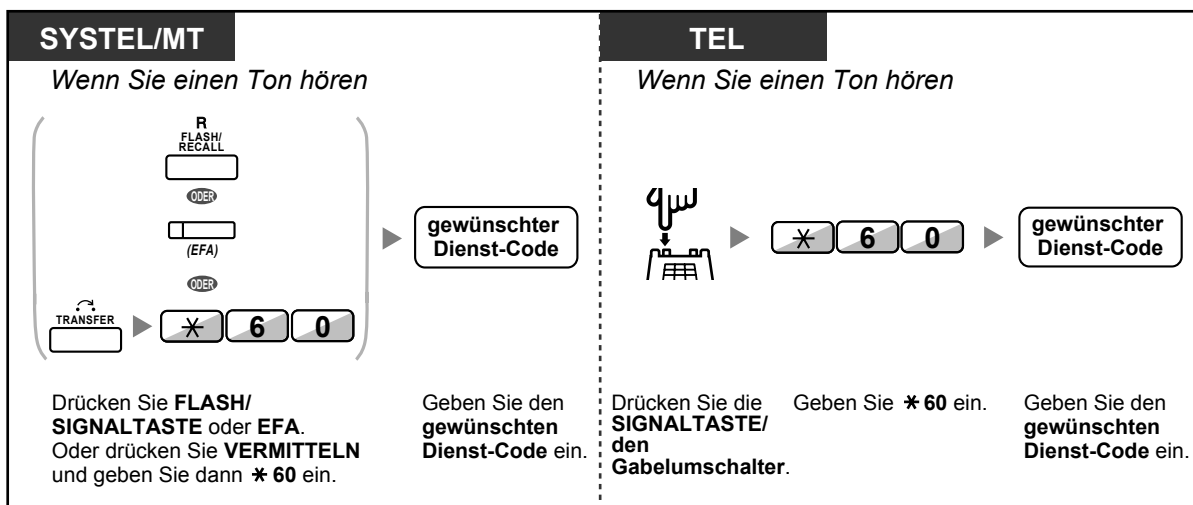 SYSTEL/MT
Wenn Sie einen Ton hören
R
FLASH/
RECALL
ODER
(EFA)
ODER
TRANSFER
* 6 0
gewünschter
Dienst-Code
Drücken Sie FLASH/
SIGNALTASTE oder EFA.
Oder drücken Sie VERMITTELN
und geben Sie dann * 60 ein.
Geben Sie den
gewünschten
Dienst-Code ein.
TEL
Wenn Sie einen Ton hören
* 6 0
gewünschter
Dienst-Code
Drücken Sie die
SIGNALTASTE/
den
Gabelumschalter.
Geben Sie * 60 ein.
Geben Sie den
gewünschten
Dienst-Code ein.